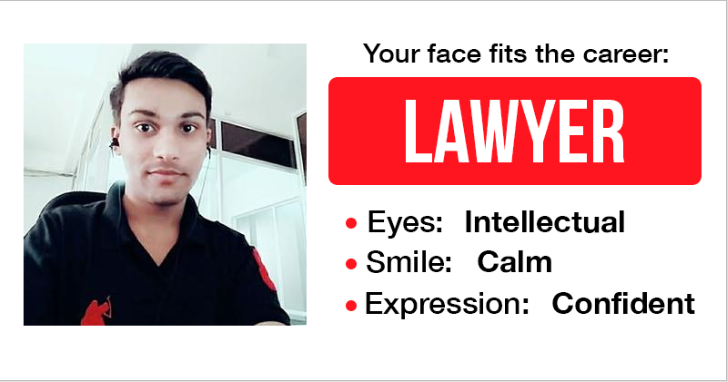 Your face fits the career:
LAWYER
• Eyes: Intellectual
• Smile: Calm
• Expression: Confident